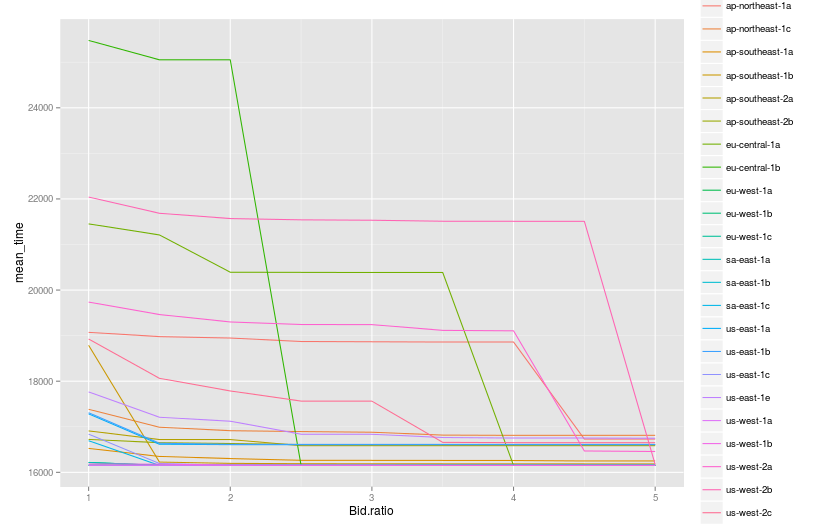 24000
22000
20000
18000
16000
mean_time
1
2
3
4
5
Bid.ratio
ap-northeast-1a
ap-northeast-1c
ap-southeast-1a
ap-southeast-1b
ap-southeast-2a
ap-southeast-2b
eu-central-1a
eu-central-1b
eu-west-1a
eu-west-1b
eu-west-1c
sa-east-1a
sa-east-1b
sa-east-1c
us-east-1a
us-east-1b
us-east-1c
us-east-1e
us-west-1a
us-west-1b
us-west-2a
us-west-2b
us-west-2c